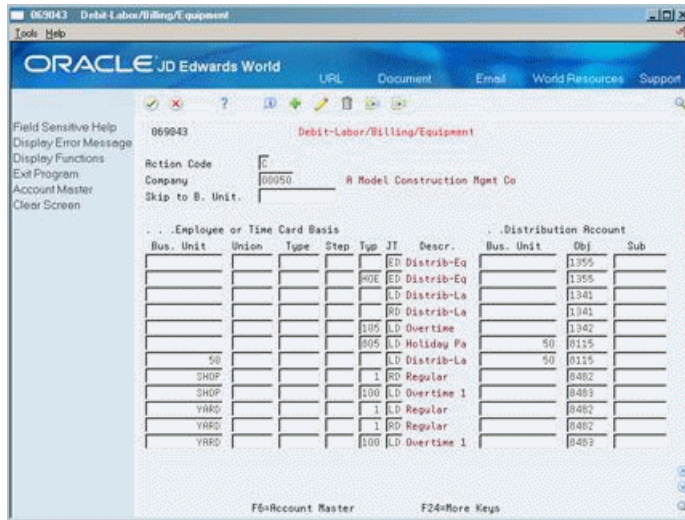 069043 Debit-Labor/Billing/Equipment
Tools Help
ORACLE JD Edwards World
URL Document Email World Resources Support
Field Sensitive Help
Display Error Message
Display Functions
Exit Program
Account Master
Clear Screen
069043 Debit-Labor/Billing/Equipment
Action Code C
Company 00050 A Model Construction Mgmt Co
Skip to B. Unit.
. . .Employee or Time Card Basis . .Distribution Account
Bus. Unit Union Type Step Typ JT Descr. Bus. Unit Obj Sub
ED Distrib-Eq 1355
HOE ED Distrib-Eq 1355
LD Distrib-La 1341
RD Distrib-La 1341
105 LD Overtime 1342
805 LD Holiday Pa 50 8115
50 LD Distrib-La 50 8115
SHOP 1 RD Regular 8482
SHOP 100 LD Overtime 1 8483
YARD 1 LD Regular 8482
YARD 1 RD Regular 8482
YARD 100 LD Overtime 1 8483
F6=Account Master F24=More Keys